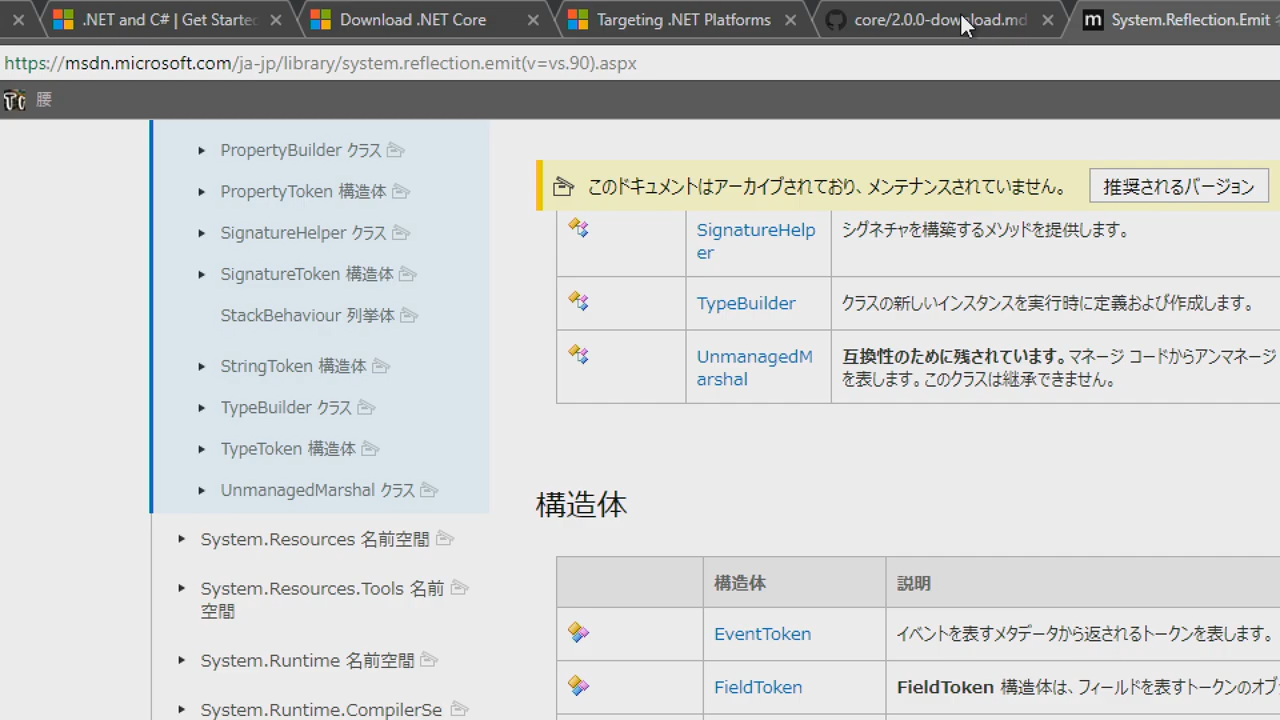 .NET and C# | Get Started
Download .NET Core
Targeting .NET Platforms
core/2.0.0-download.md
System.Reflection.Emit
https://msdn.microsoft.com/ja-jp/library/system.reflection.emit(v=vs.90).aspx
腰
PropertyBuilder クラス
PropertyToken 構造体
SignatureHelper クラス
SignatureToken 構造体
StackBehaviour 列挙体
StringToken 構造体
TypeBuilder クラス
TypeToken 構造体
UnmanagedMarshal クラス
System.Resources 名前空間
System.Resources.Tools 名前
空間
System.Runtime 名前空間
System.Runtime.CompilerSe
このドキュメントはアーカイブされており、メンテナンスされていません。
推奨されるバージョン
SignatureHelp
er
シグネチャを構築するメソッドを提供します。
TypeBuilder
クラスの新しいインスタンスを実行時に定義および作成します。
UnmanagedM
arshal
互換性のために残されています。マネージ コードからアンマネージ
を表します。このクラスは継承できません。
構造体
構造体
説明
EventToken
イベントを表すメタデータから返されるトークンを表します。
FieldToken
FieldToken 構造体は、フィールドを表すトークンのオブ